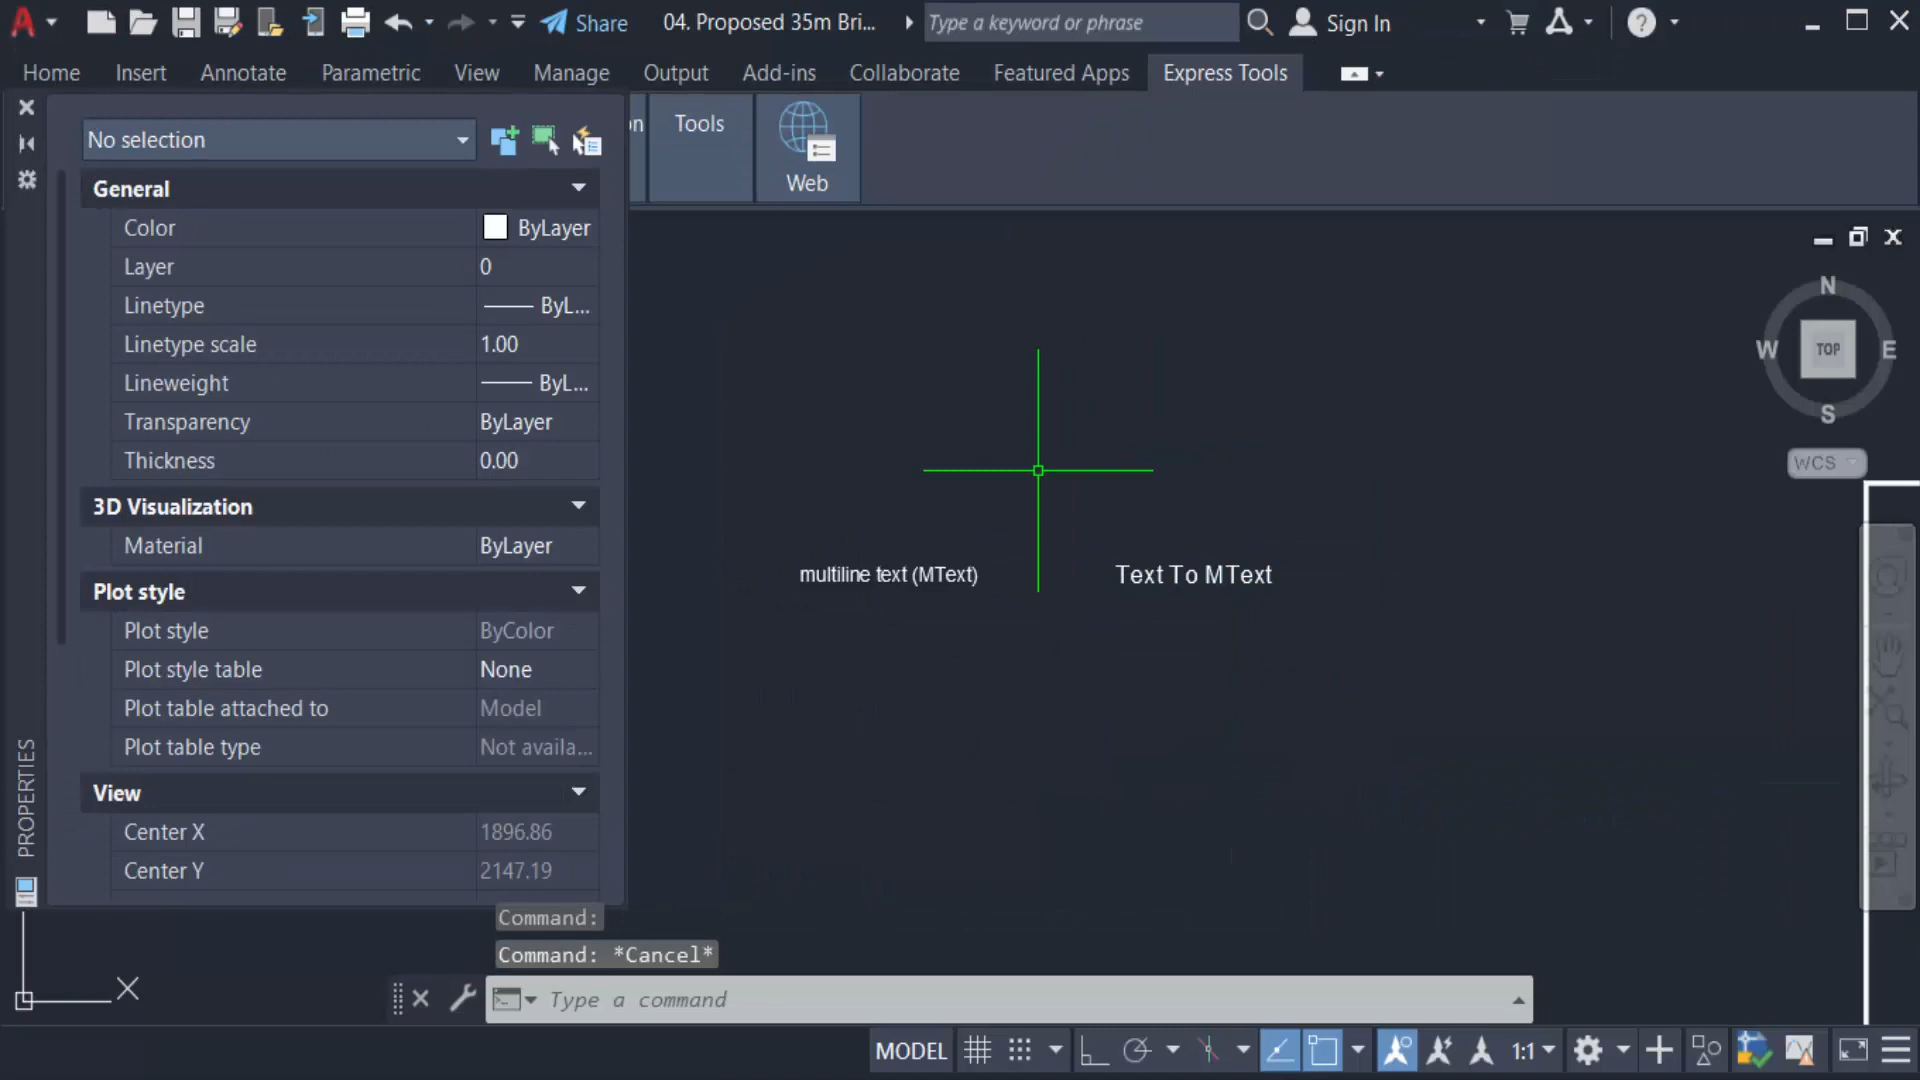 Share
04. Proposed 35m Bri...
Type a keyword or phrase
Sign In
Home
Insert
Annotate
Parametric
View
Manage
Output
Add-ins
Collaborate
Featured Apps
Express Tools
No selection
on
Tools
Web
General
Color ByLayer
Layer 0
Linetype ByL...
Linetype scale 1.00
Lineweight ByL...
Transparency ByLayer
Thickness 0.00
3D Visualization
Material ByLayer
Plot style
Plot style ByColor
Plot style table None
Plot table attached to Model
Plot table type Not availa...
View
Center X 1896.86
Center Y 2147.19
PROPERTIES
N
W TOP E
S
WCS
multiline text (MText)
Text To MText
X
Command:
Command: *Cancel*
Type a command
MODEL
1:1